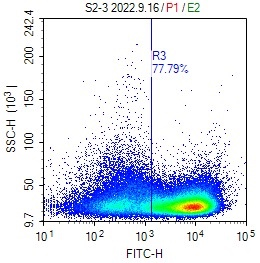 S2-3 2022.9.16/P1/E2
242.4
200
150
100
50
9.7
SSC-H (10³)
R3
77.79%
10¹ 10² 10³ 10⁴ 10⁵
FITC-H